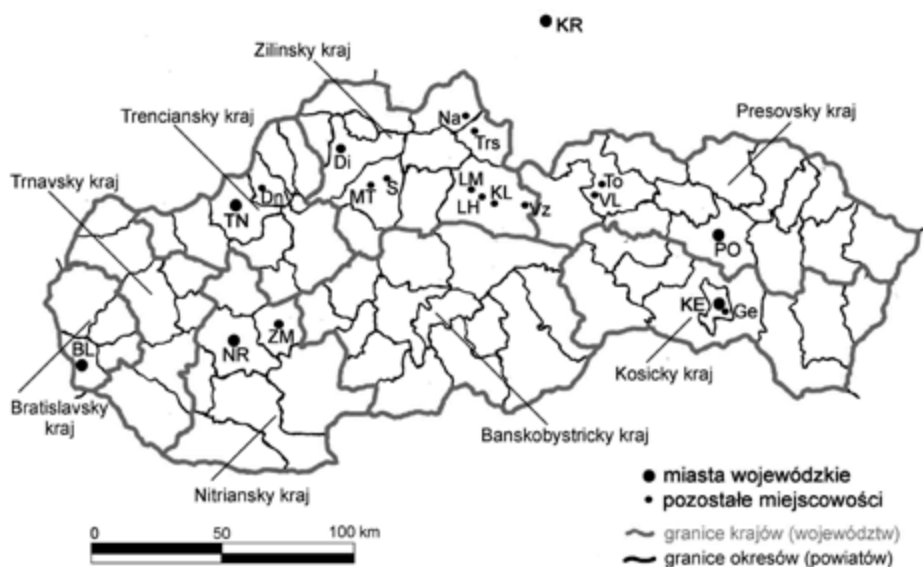 KR
Zilinsky kraj
Trenciansky kraj
Presovsky kraj
Trnavsky kraj
Na
Trs
Di
DnV
TN
MT
S
LM
LH
KL
Vz
To
VL
PO
KE
Ge
BL
NR
ZM
Bratislavsky
kraj
Kosicky kraj
Banskobystricky kraj
Nitriansky kraj
miasta wojewódzkie
pozostałe miejscowości
granice krajów (województw)
granice okresów (powiatów)
0 50 100 km